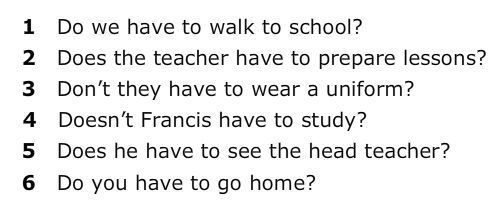 1 Do we have to walk to school?
2 Does the teacher have to prepare lessons?
3 Don’t they have to wear a uniform?
4 Doesn’t Francis have to study?
5 Does he have to see the head teacher?
6 Do you have to go home?